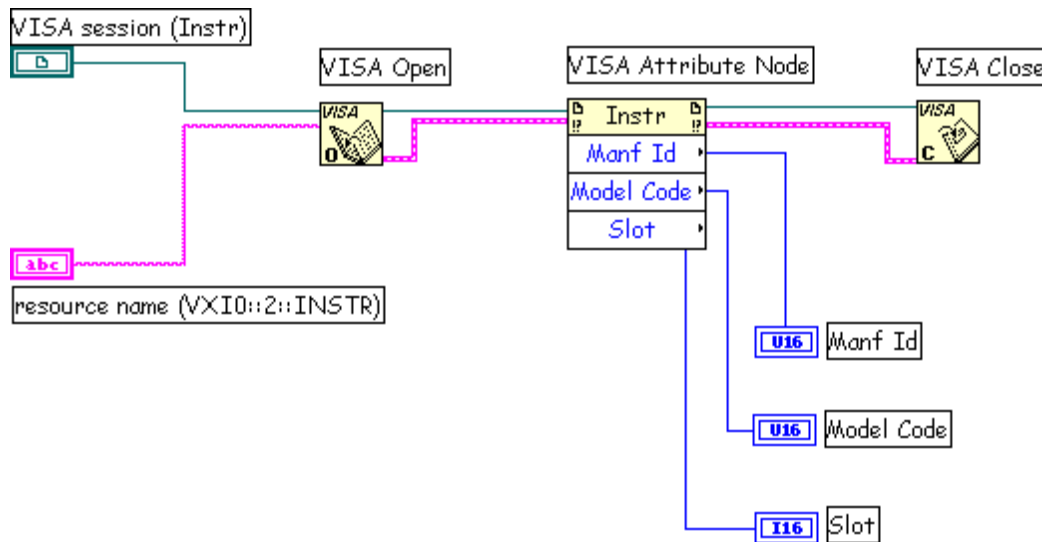 VISA session (Instr)
VISA Open
VISA Attribute Node
VISA Close
VISA
O
Instr
VISA
C
Manf Id
Model Code
Slot
abc
resource name (VXI0::2::INSTR)
U16 Manf Id
U16 Model Code
I16 Slot